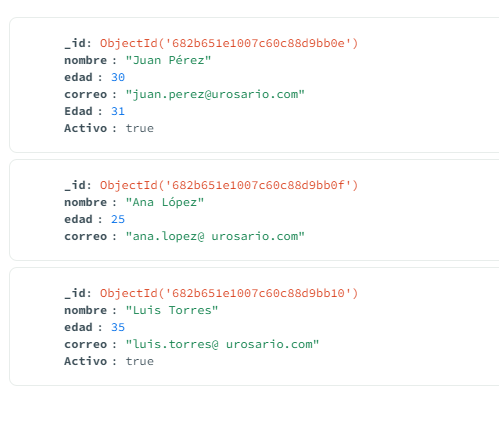 _id: ObjectId('682b651e1007c60c88d9bb0e')
nombre : "Juan Pérez"
edad : 30
correo : "juan.perez@urosario.com"
Edad : 31
Activo : true
_id: ObjectId('682b651e1007c60c88d9bb0f')
nombre : "Ana López"
edad : 25
correo : "ana.lopez@ urosario.com"
_id: ObjectId('682b651e1007c60c88d9bb10')
nombre : "Luis Torres"
edad : 35
correo : "luis.torres@ urosario.com"
Activo : true